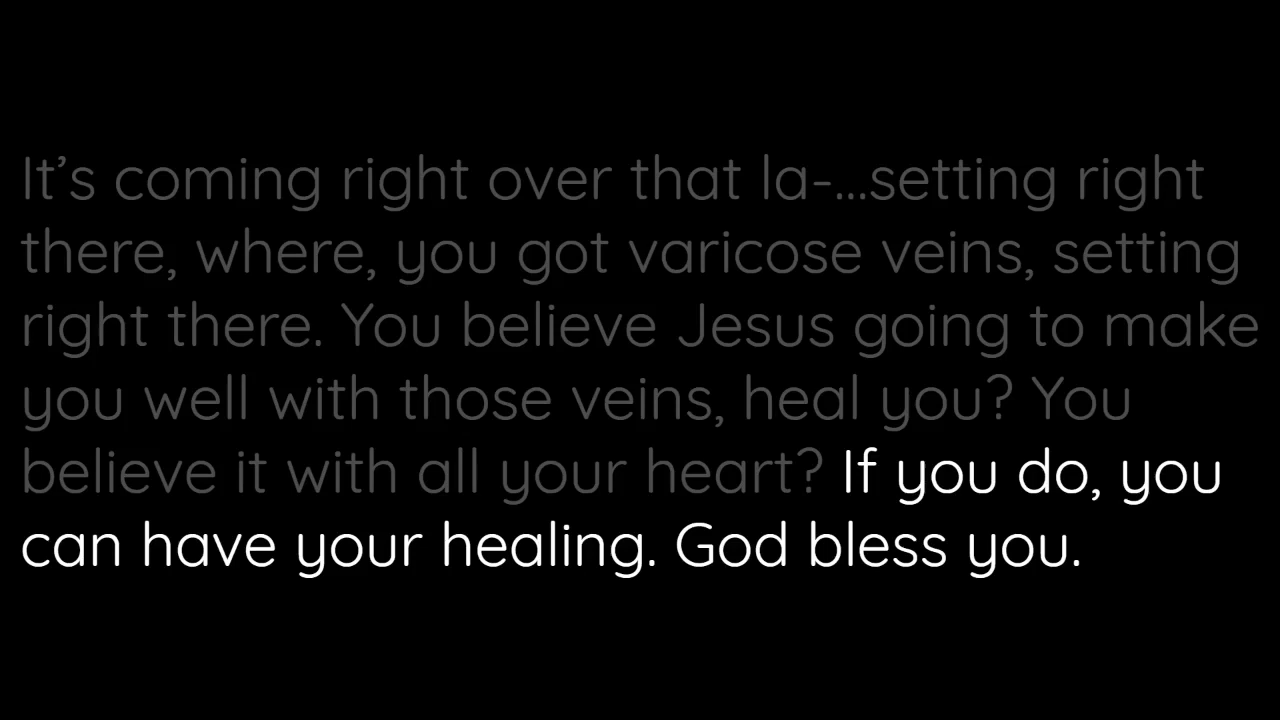 It’s coming right over that la-...setting right
there, where, you got varicose veins, setting
right there. You believe Jesus going to make
you well with those veins, heal you? You
believe it with all your heart? If you do, you
can have your healing. God bless you.